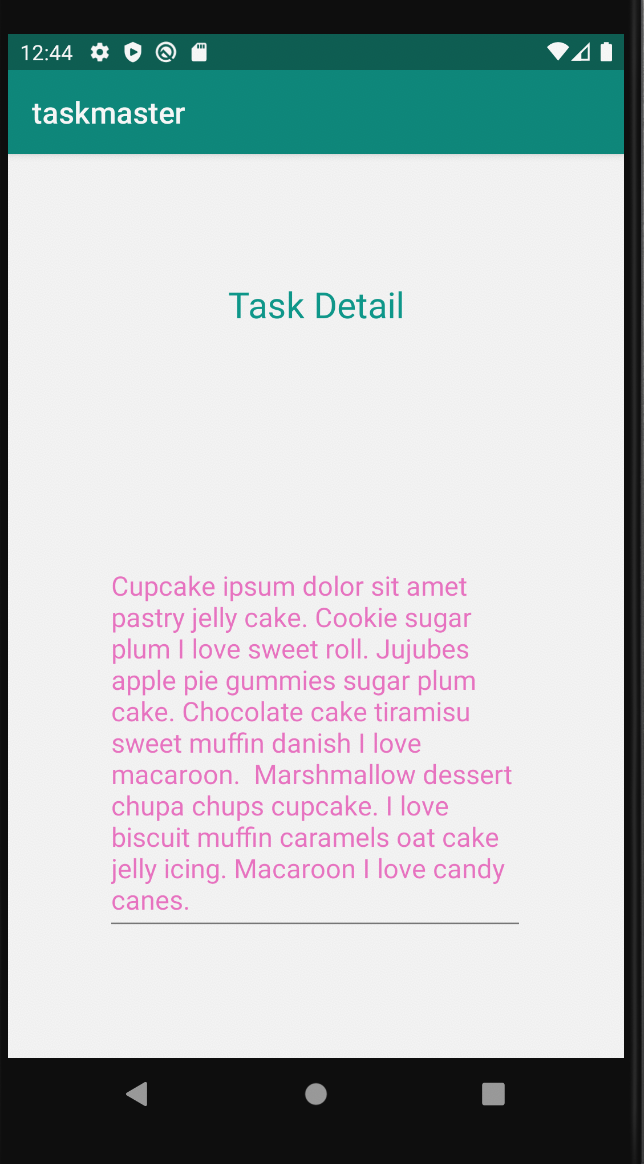 12:44
taskmaster
Task Detail
Cupcake ipsum dolor sit amet
pastry jelly cake. Cookie sugar
plum I love sweet roll. Jujubes
apple pie gummies sugar plum
cake. Chocolate cake tiramisu
sweet muffin danish I love
macaroon.  Marshmallow dessert
chupa chups cupcake. I love
biscuit muffin caramels oat cake
jelly icing. Macaroon I love candy
canes.